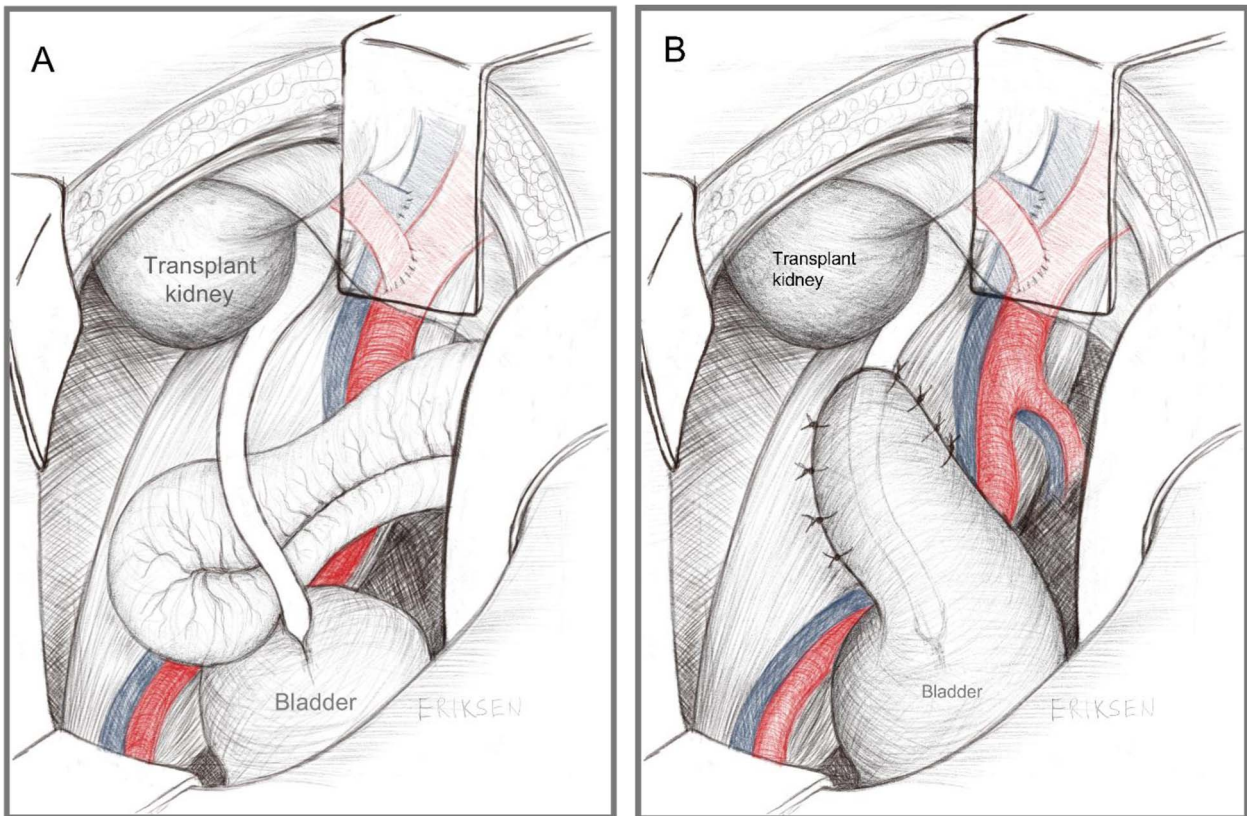 A
Transplant
kidney
Bladder
ERIKSEN
B
Transplant
kidney
Bladder
ERIKSEN